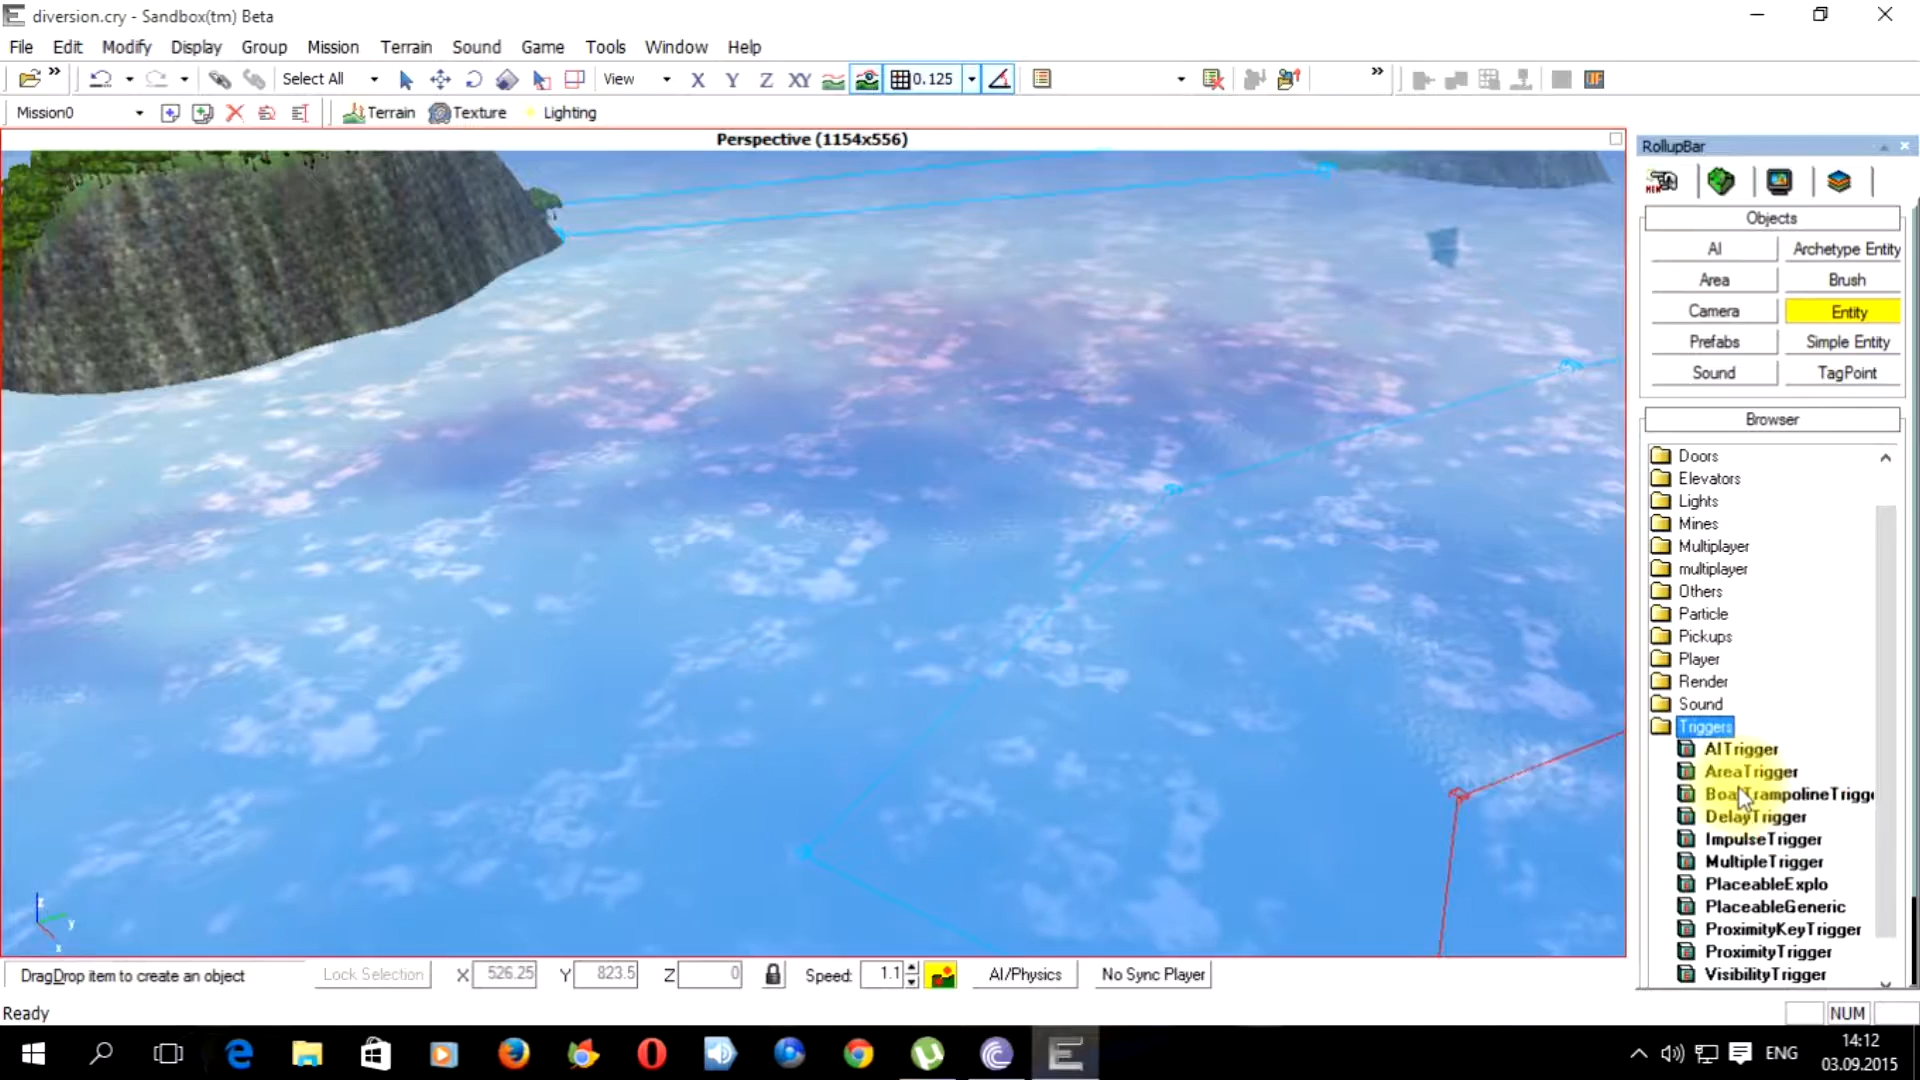 diversion.cry - Sandbox(tm) Beta
File Edit Modify Display Group Mission Terrain Sound Game Tools Window Help
Select All View X Y Z XY 0.125
Mission0 Terrain Texture Lighting
Perspective (1154x556)
RollupBar
Objects
AI Archetype Entity
Area Brush
Camera Entity
Prefabs Simple Entity
Sound TagPoint
Browser
Doors
Elevators
Lights
Mines
Multiplayer
multiplayer
Others
Particle
Pickups
Player
Render
Sound
Triggers
AITrigger
AreaTrigger
BoatTrampolineTrigge
DelayTrigger
ImpulseTrigger
MultipleTrigger
PlaceableExplo
PlaceableGeneric
ProximityKeyTrigger
ProximityTrigger
VisibilityTrigger
z
y
x
DragDrop item to create an object Lock Selection X 526.25 Y 823.5 Z 0 Speed: 1.1 AI/Physics No Sync Player
Ready NUM
ENG 14:12
03.09.2015